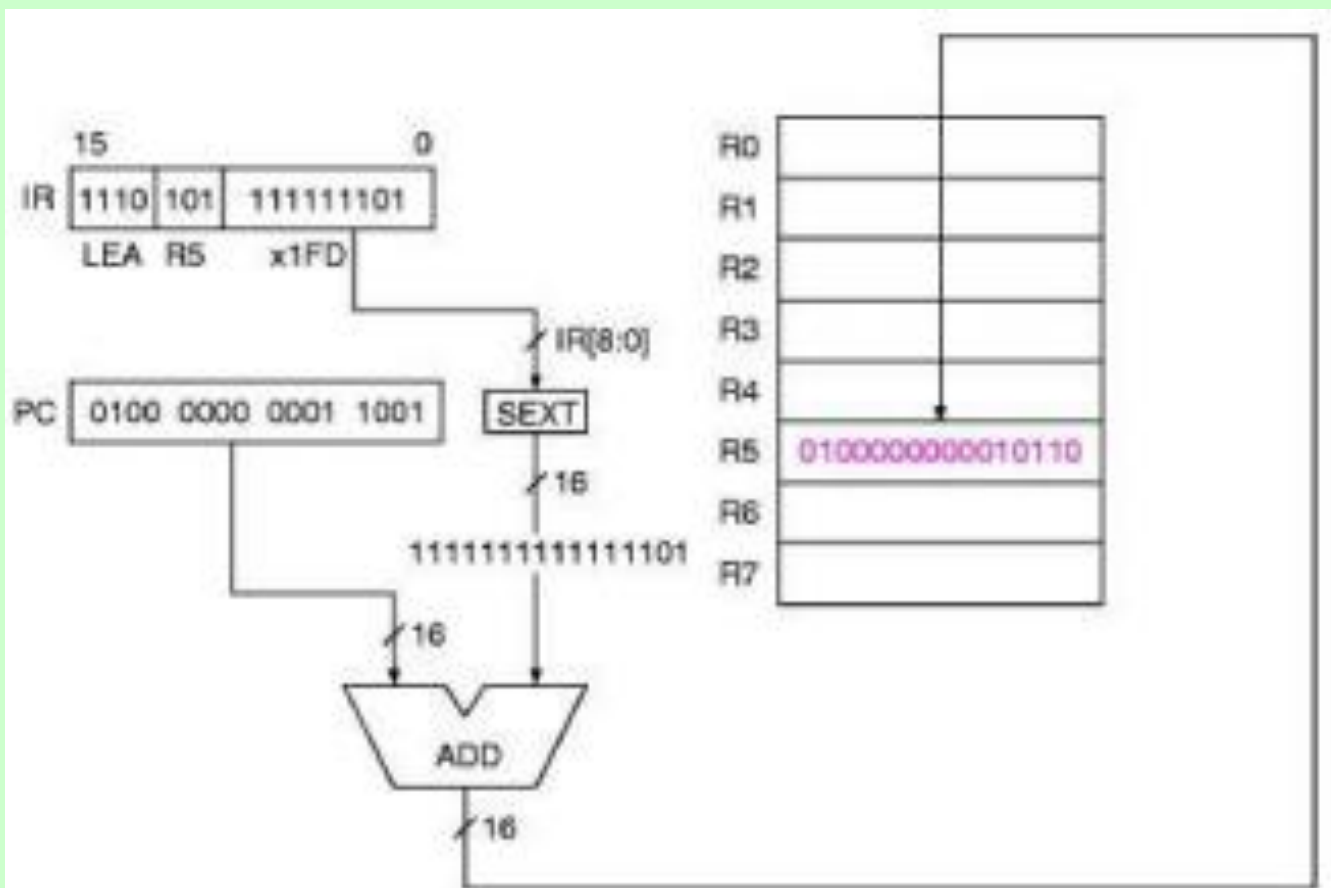 15 0
IR 1110 101 111111101
LEA R5 x1FD
IR[8:0]
PC 0100 0000 0001 1001
SEXT
16
1111111111111101
16
ADD
16
R0
R1
R2
R3
R4
R5 0100000000010110
R6
R7